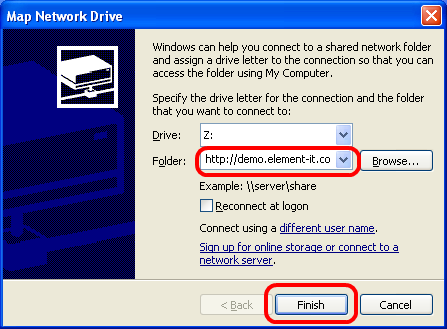 Map Network Drive
Windows can help you connect to a shared network folder
and assign a drive letter to the connection so that you can
access the folder using My Computer.
Specify the drive letter for the connection and the folder
that you want to connect to:
Drive: Z:
Folder: http://demo.element-it.co Browse...
Example: \\server\share
Reconnect at logon
Connect using a different user name.
Sign up for online storage or connect to a
network server.
< Back Finish Cancel